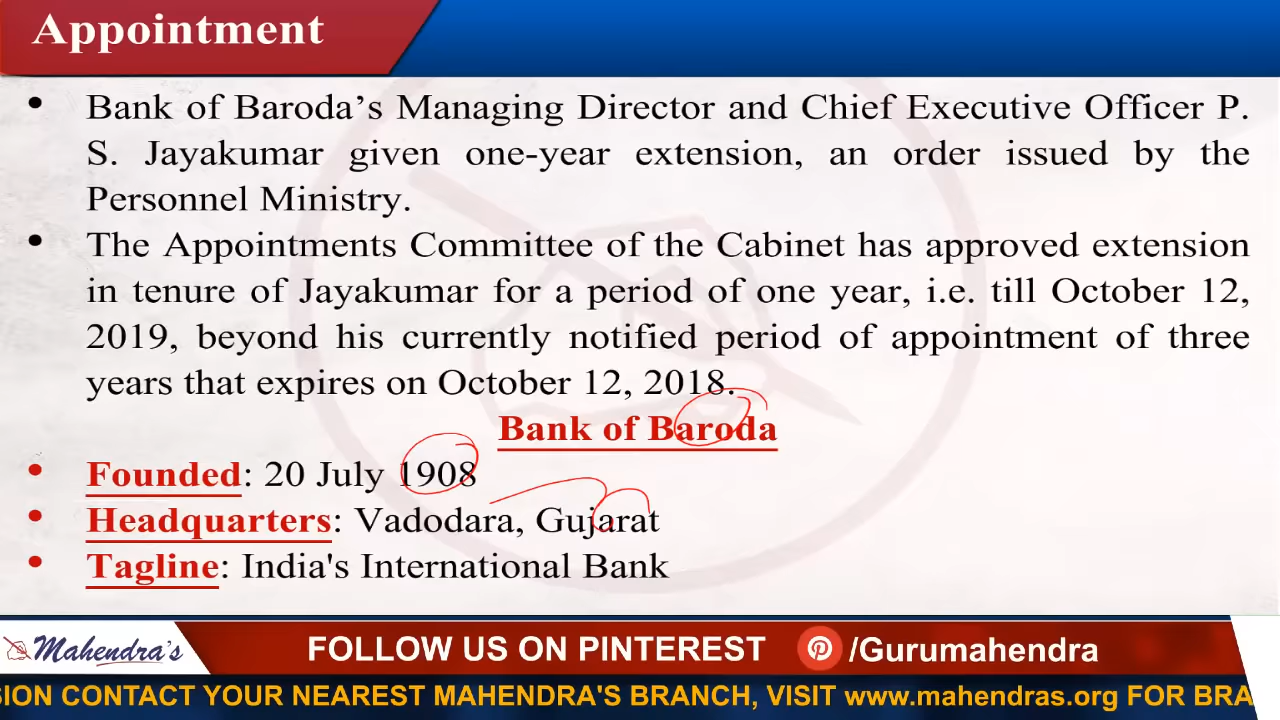 Appointment
• Bank of Baroda’s Managing Director and Chief Executive Officer P.
S. Jayakumar given one-year extension, an order issued by the
Personnel Ministry.
• The Appointments Committee of the Cabinet has approved extension
in tenure of Jayakumar for a period of one year, i.e. till October 12,
2019, beyond his currently notified period of appointment of three
years that expires on October 12, 2018.
Bank of Baroda
• Founded: 20 July 1908
• Headquarters: Vadodara, Gujarat
• Tagline: India's International Bank
Mahendra's FOLLOW US ON PINTEREST /Gurumahendra
SION CONTACT YOUR NEAREST MAHENDRA'S BRANCH, VISIT www.mahendras.org FOR BRA